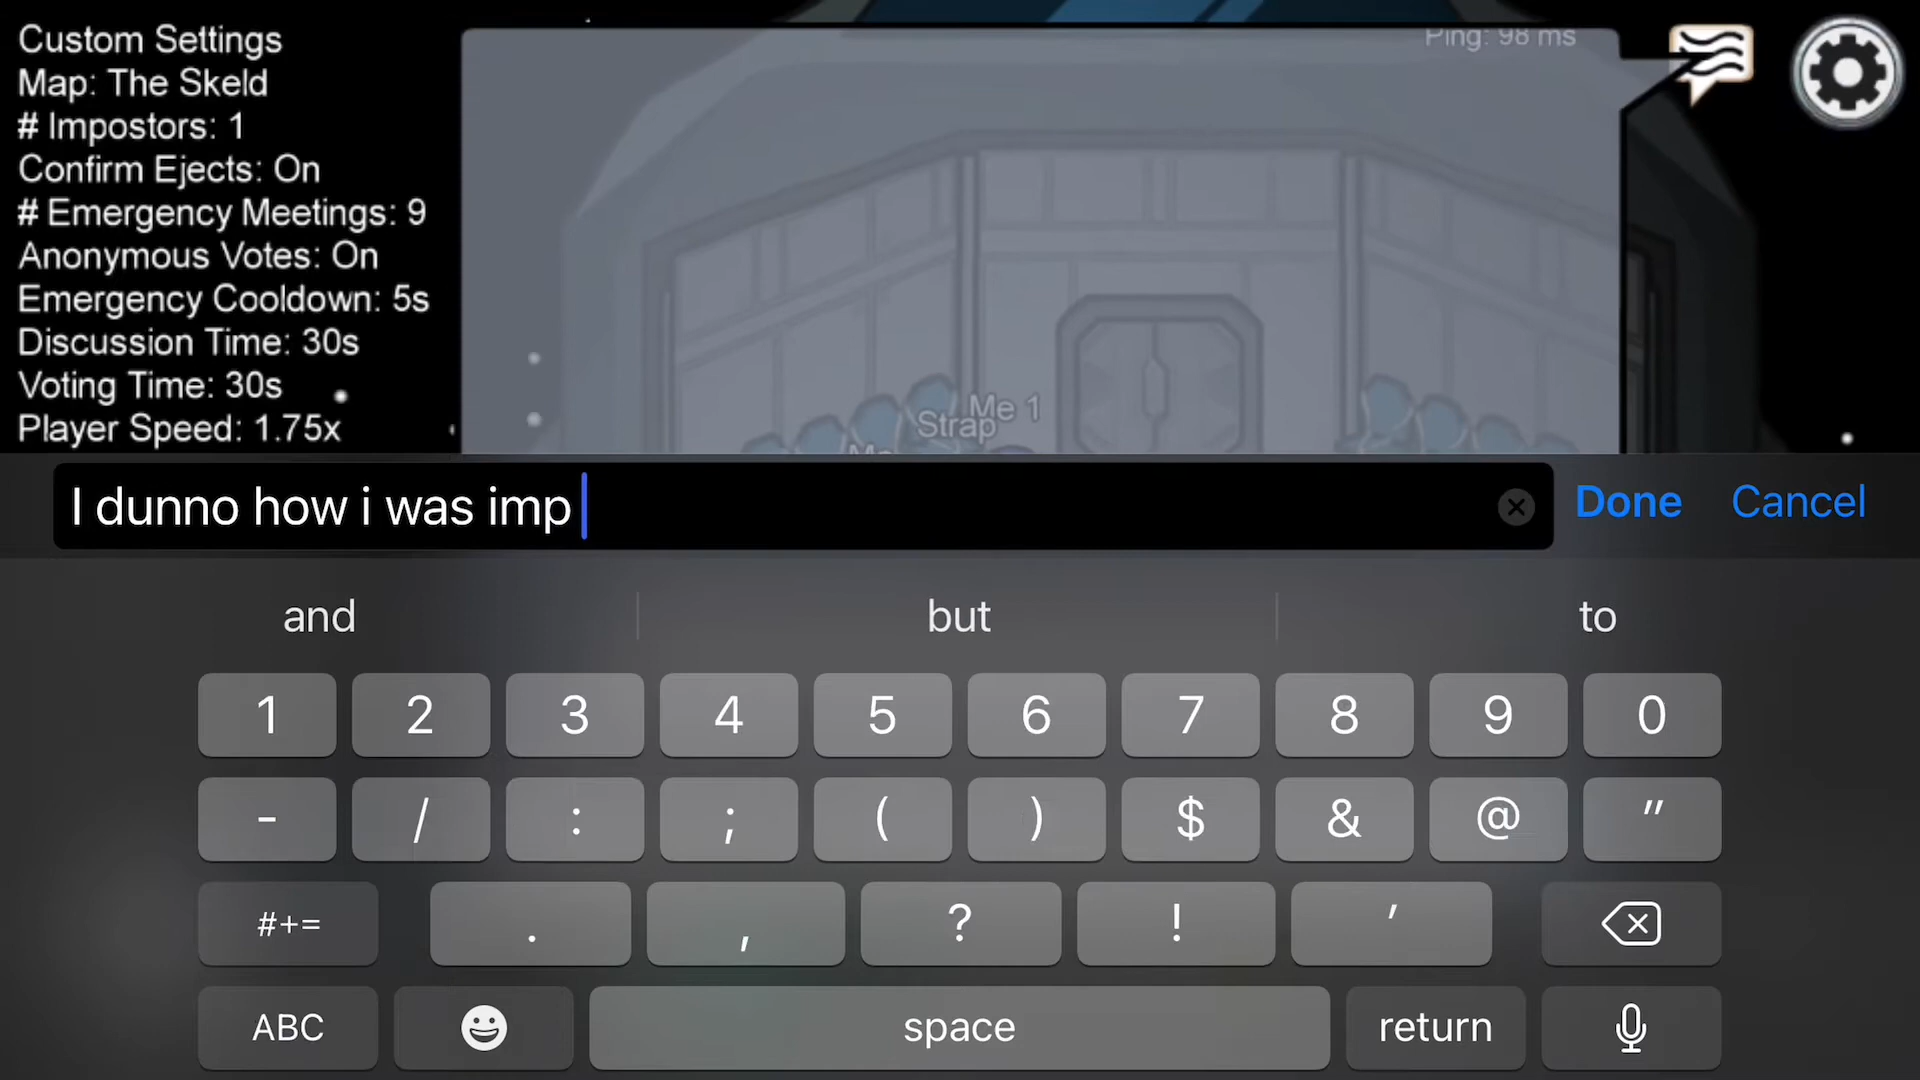 Custom Settings
Map: The Skeld
# Impostors: 1
Confirm Ejects: On
# Emergency Meetings: 9
Anonymous Votes: On
Emergency Cooldown: 5s
Discussion Time: 30s
Voting Time: 30s
Player Speed: 1.75x
Ping: 98 ms
Me 1
Strap
I dunno how i was imp
Done
Cancel
and but to
1 2 3 4 5 6 7 8 9 0
- / : ; ( ) $ & @ "
#+= . , ? ! '
ABC space return